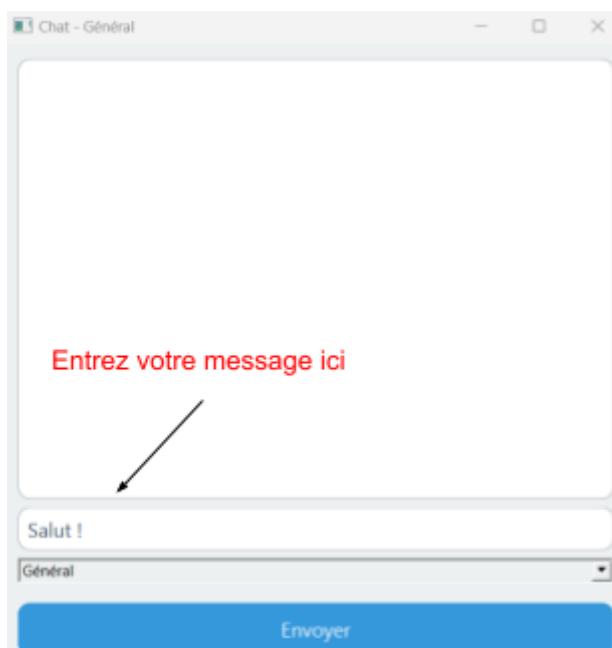 Chat - Général
Entrez votre message ici
Salut !
Général
Envoyer